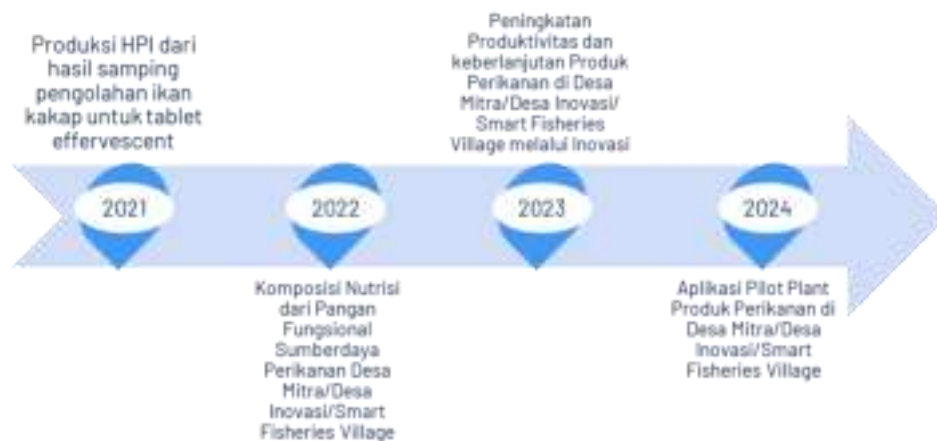 Produksi HPI dari
hasil samping
pengolahan ikan
kakap untuk tablet
effervescent
2021
Komposisi Nutrisi
dari Pangan
Fungsional
Sumberdaya
Perikanan Desa
Mitra/Desa
Inovasi/Smart
Fisheries Village
2022
Peningkatan
Produktivitas dan
keberlanjutan Produk
Perikanan di Desa
Mitra/Desa Inovasi/
Smart Fisheries
Village melalui Inovasi
2023
2024
Aplikasi Pilot Plant
Produk Perikanan di
Desa Mitra/Desa
Inovasi/Smart
Fisheries Village